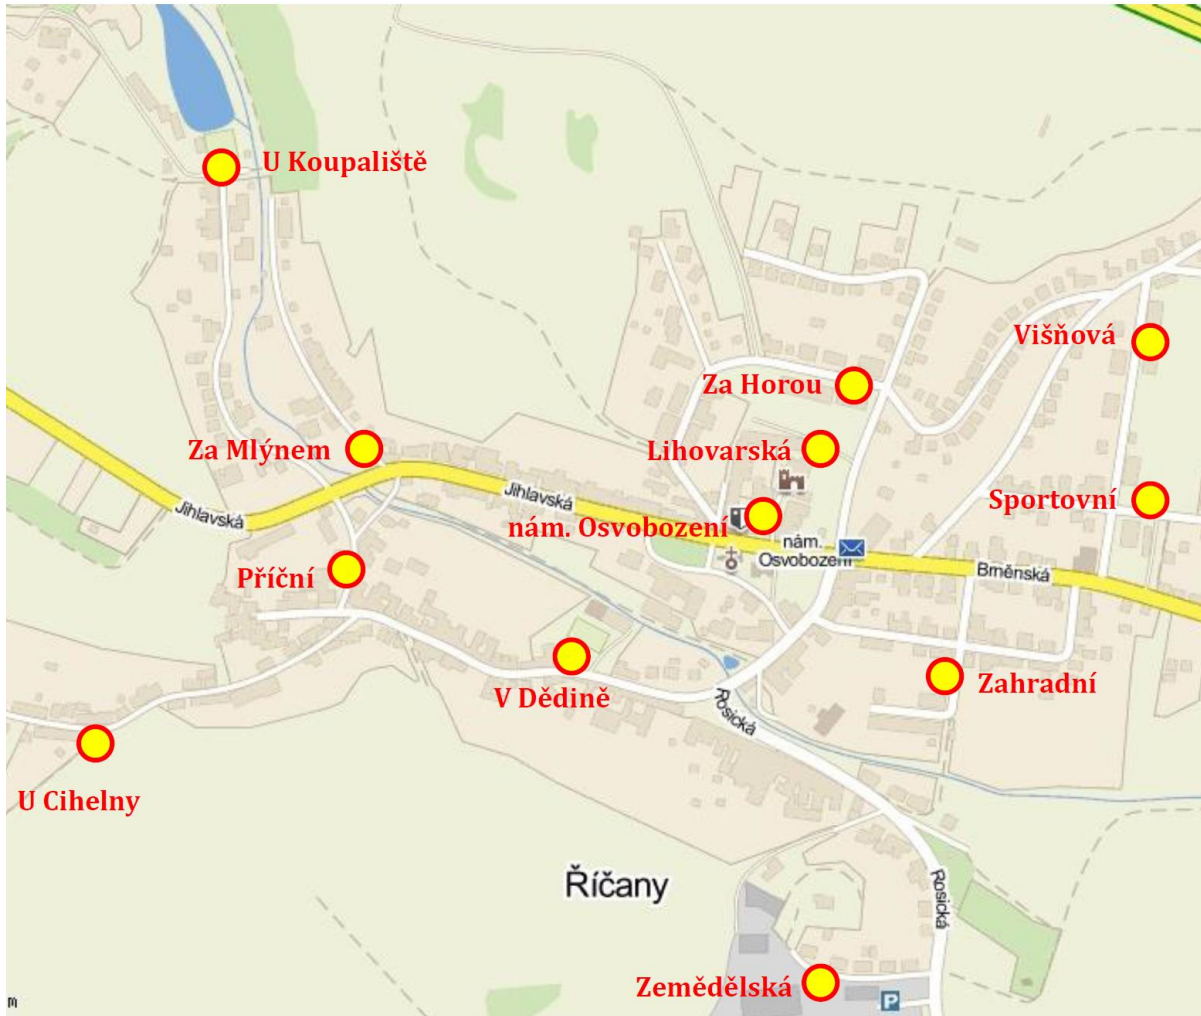 U Koupaliště
Višňová
Za Horou
Za Mlýnem
Lihovarská
Jihlavská
Jihlavská
Sportovní
nám. Osvobození
nám.
Osvobození
Příční
Brněnská
V Dědině
Zahradní
Rosická
U Cihelny
Říčany
Rosická
Zemědělská
P
m